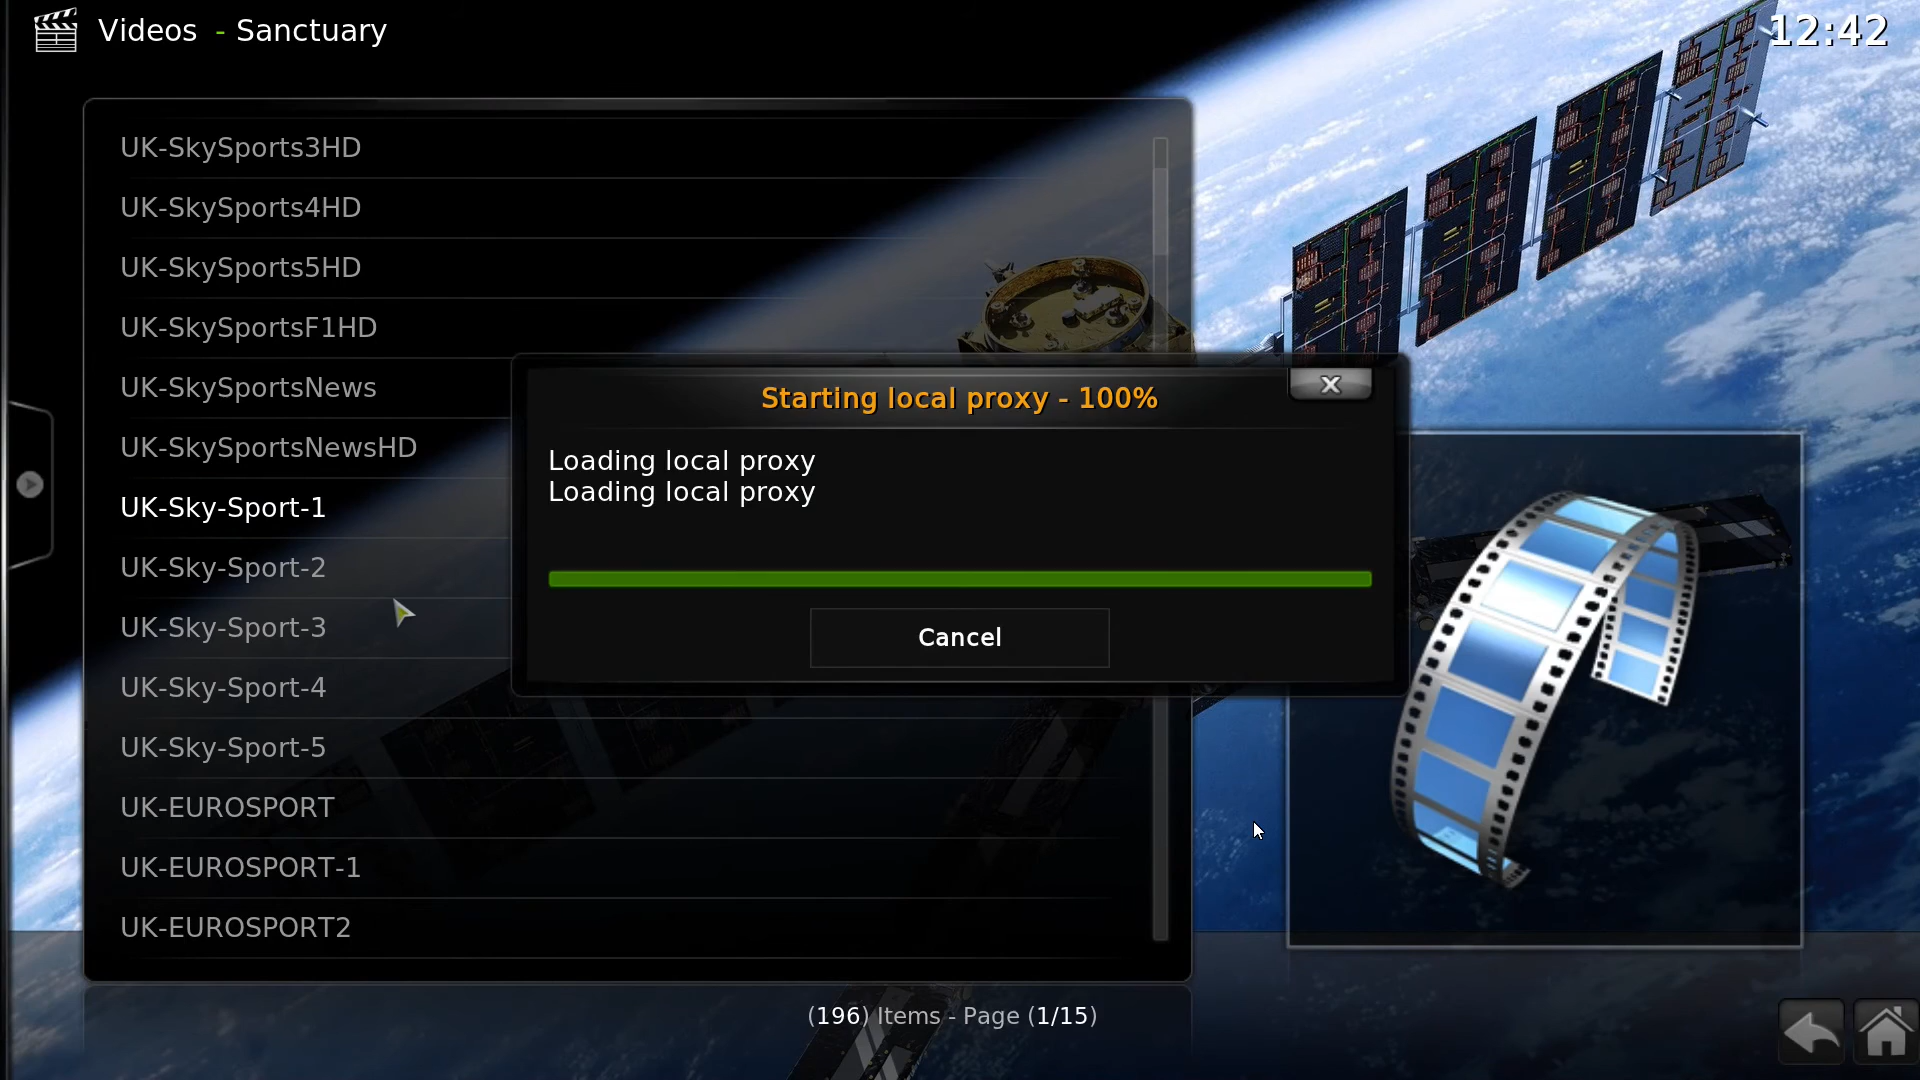 Videos - Sanctuary
12:42
UK-SkySports3HD
UK-SkySports4HD
UK-SkySports5HD
UK-SkySportsF1HD
UK-SkySportsNews
UK-SkySportsNewsHD
UK-Sky-Sport-1
UK-Sky-Sport-2
UK-Sky-Sport-3
UK-Sky-Sport-4
UK-Sky-Sport-5
UK-EUROSPORT
UK-EUROSPORT-1
UK-EUROSPORT2
Starting local proxy - 100%
Loading local proxy
Loading local proxy
Cancel
(196) Items - Page (1/15)